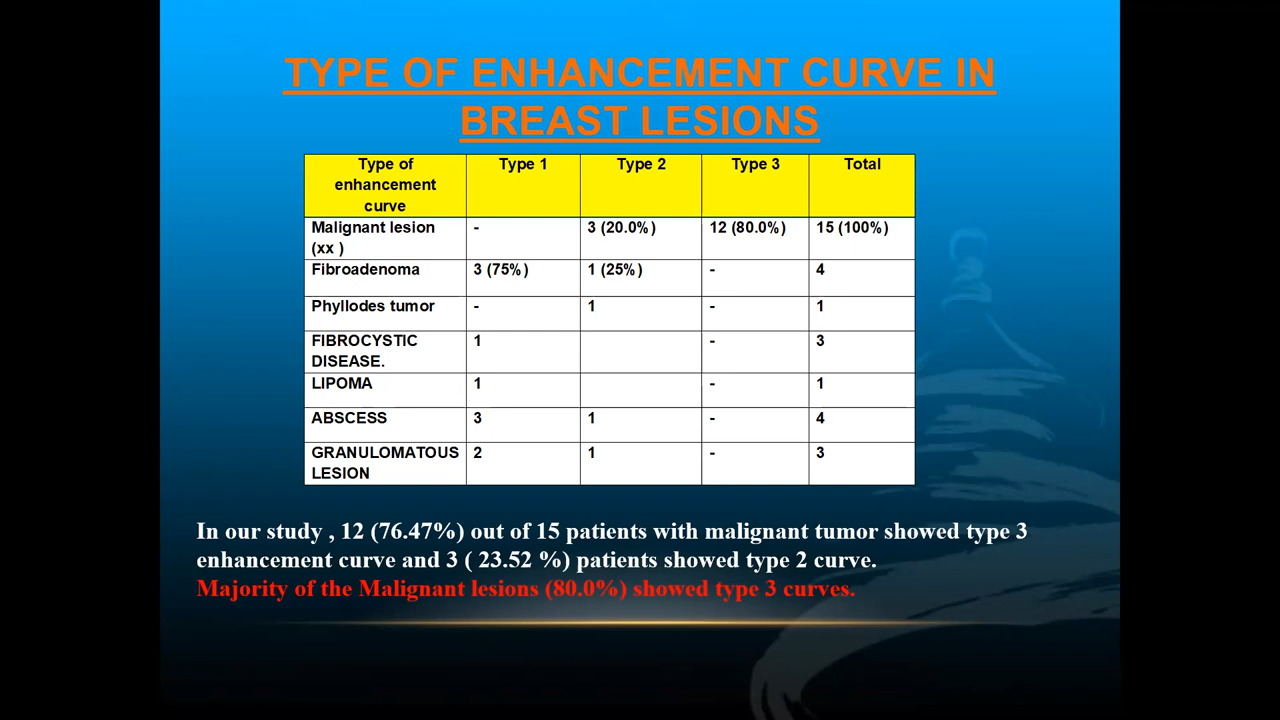 TYPE OF ENHANCEMENT CURVE IN
BREAST LESIONS
Type of enhancement curve Type 1 Type 2 Type 3 Total
Malignant lesion (xx ) - 3 (20.0%) 12 (80.0%) 15 (100%)
Fibroadenoma 3 (75%) 1 (25%) - 4
Phyllodes tumor - 1 - 1
FIBROCYSTIC DISEASE. 1 - 3
LIPOMA 1 - 1
ABSCESS 3 1 - 4
GRANULOMATOUS LESION 2 1 - 3
In our study , 12 (76.47%) out of 15 patients with malignant tumor showed type 3
enhancement curve and 3 ( 23.52 %) patients showed type 2 curve.
Majority of the Malignant lesions (80.0%) showed type 3 curves.